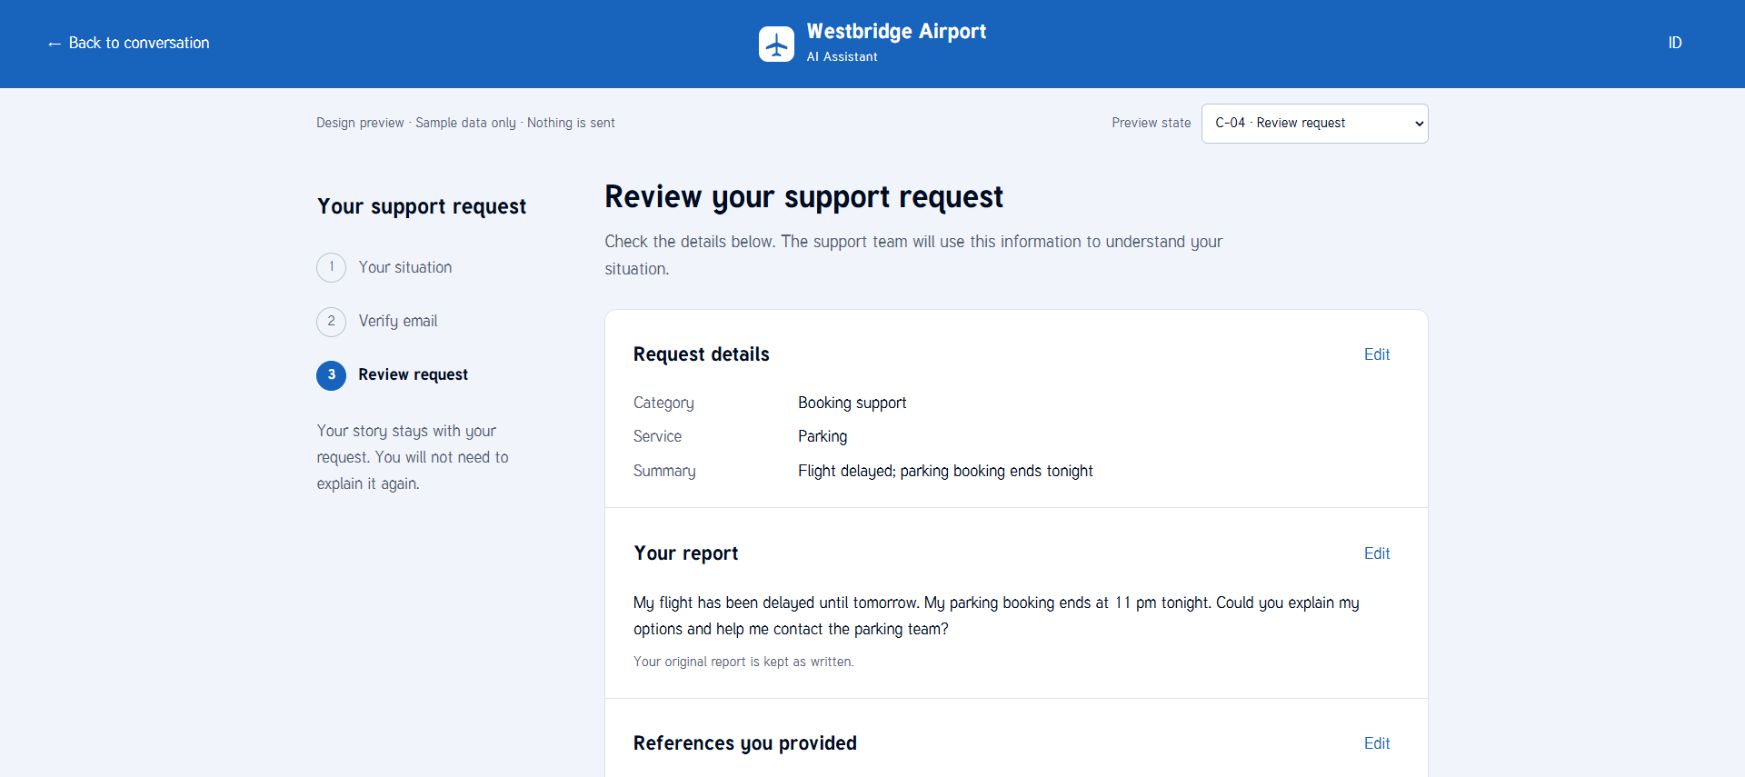 ← Back to conversation
Westbridge Airport
AI Assistant
ID
Design preview · Sample data only · Nothing is sent
Preview state
C-04 · Review request
Your support request
1 Your situation
2 Verify email
3 Review request
Your story stays with your
request. You will not need to
explain it again.
Review your support request
Check the details below. The support team will use this information to understand your
situation.
Request details Edit
Category Booking support
Service Parking
Summary Flight delayed; parking booking ends tonight
Your report Edit
My flight has been delayed until tomorrow. My parking booking ends at 11 pm tonight. Could you explain my
options and help me contact the parking team?
Your original report is kept as written.
References you provided Edit